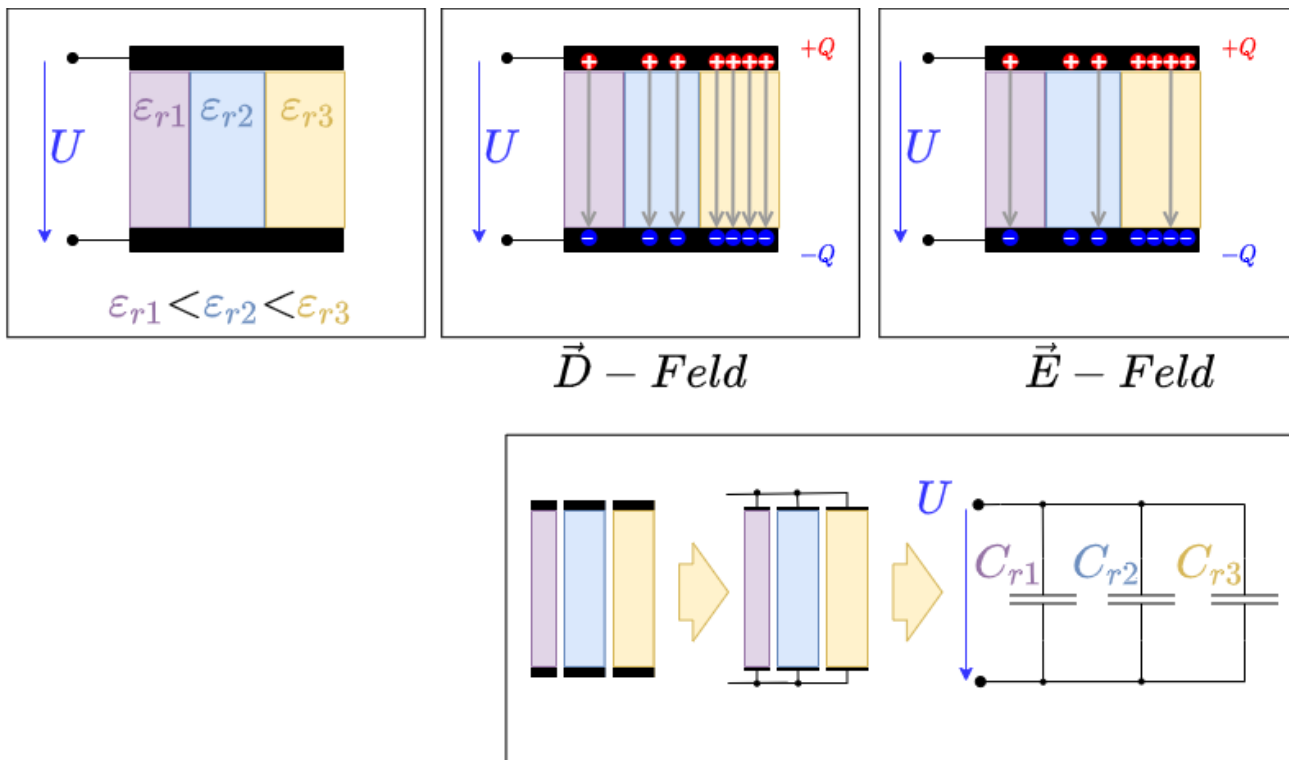 U
εr1 εr2 εr3
εr1<εr2<εr3
U
+Q
−Q
D⃗ − Feld
U
+Q
−Q
E⃗ − Feld
U
Cr1 Cr2 Cr3